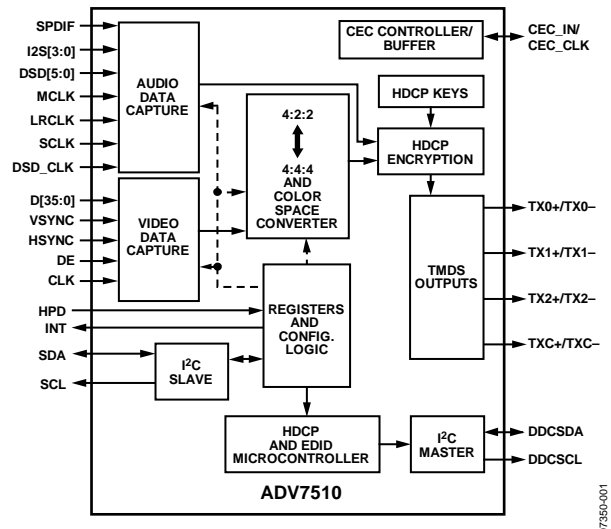 SPDIF
I2S[3:0]
DSD[5:0]
MCLK
LRCLK
SCLK
DSD_CLK
AUDIO
DATA
CAPTURE
D[35:0]
VSYNC
HSYNC
DE
CLK
VIDEO
DATA
CAPTURE
HPD
INT
SDA
SCL
I2C
SLAVE
4:2:2
4:4:4
AND
COLOR
SPACE
CONVERTER
REGISTERS
AND
CONFIG.
LOGIC
HDCP
AND EDID
MICROCONTROLLER
CEC CONTROLLER/
BUFFER
CEC_IN/
CEC_CLK
HDCP KEYS
HDCP
ENCRYPTION
TMDS
OUTPUTS
TX0+/TX0–
TX1+/TX1–
TX2+/TX2–
TXC+/TXC–
I2C
MASTER
DDCSDA
DDCSCL
ADV7510
7350-001